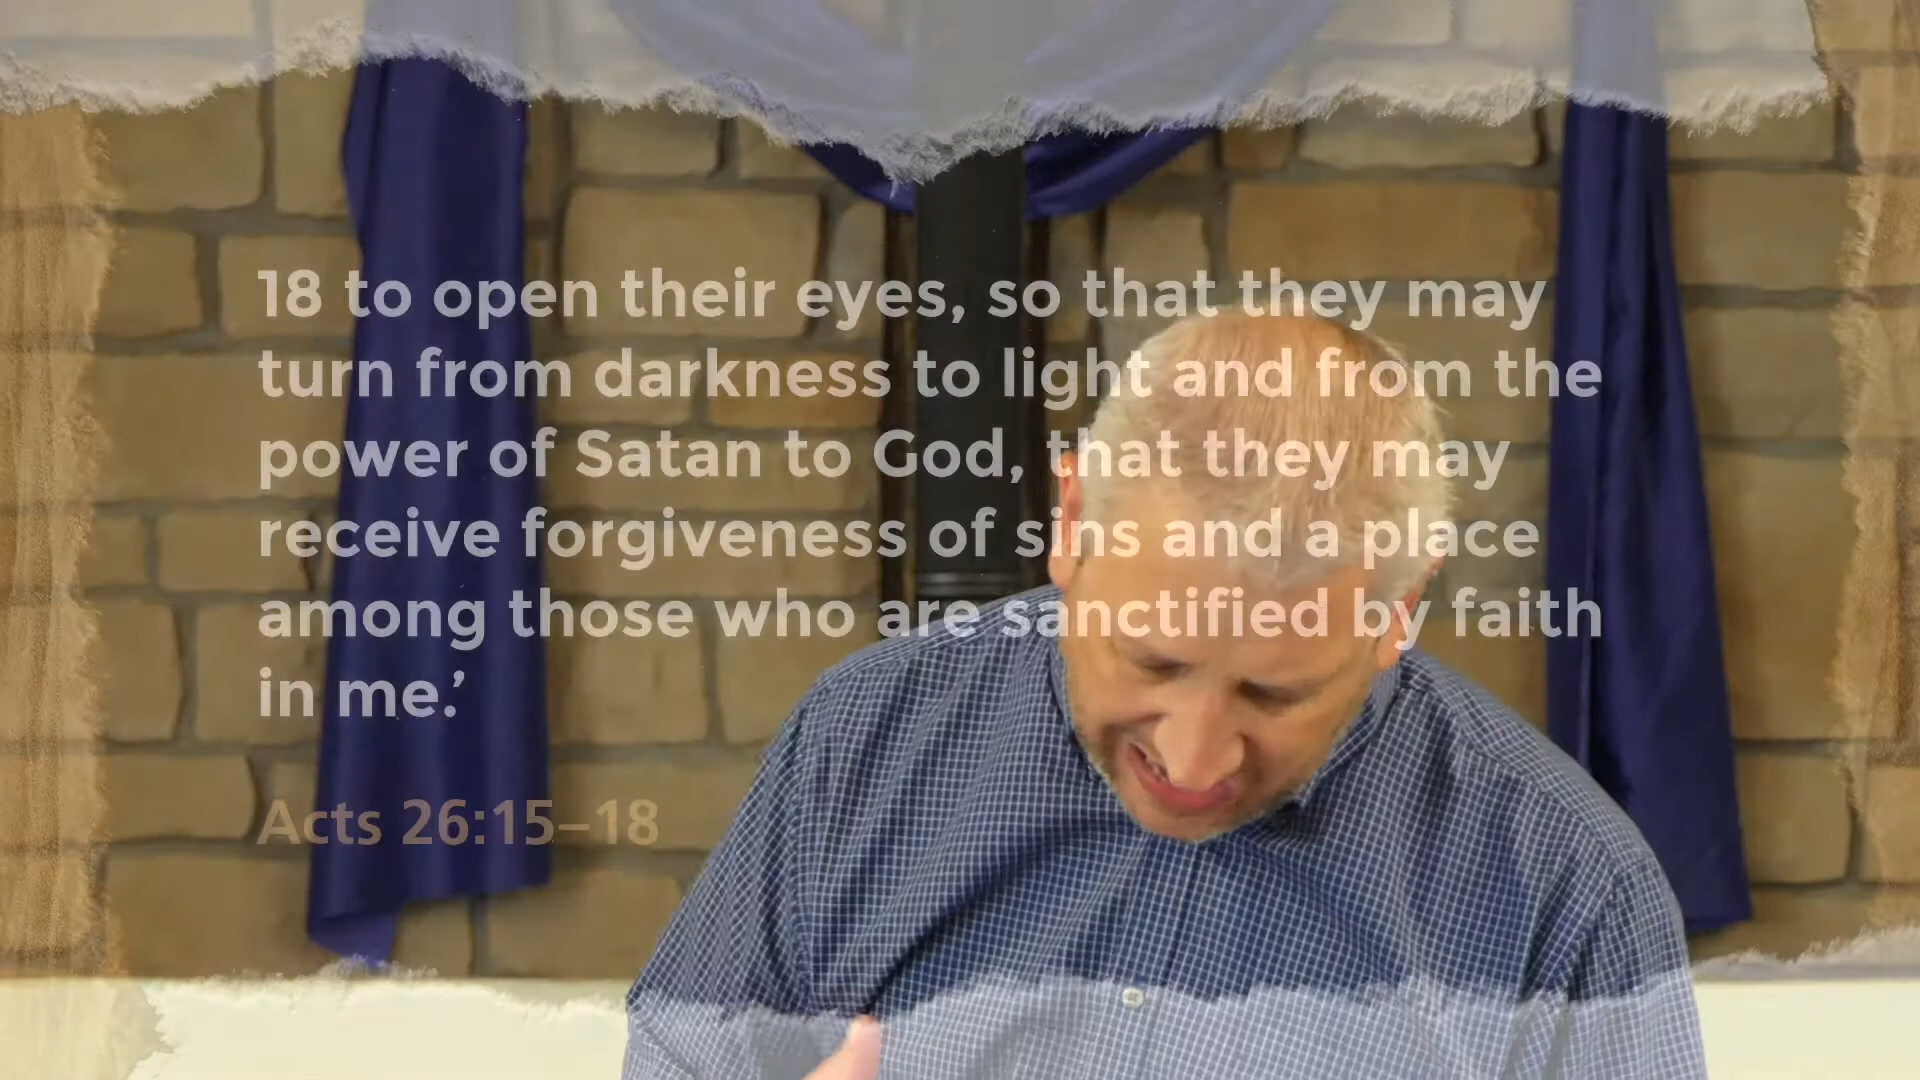 18 to open their eyes, so that they may
turn from darkness to light and from the
power of Satan to God, that they may
receive forgiveness of sins and a place
among those who are sanctified by faith
in me.’
Acts 26:15–18